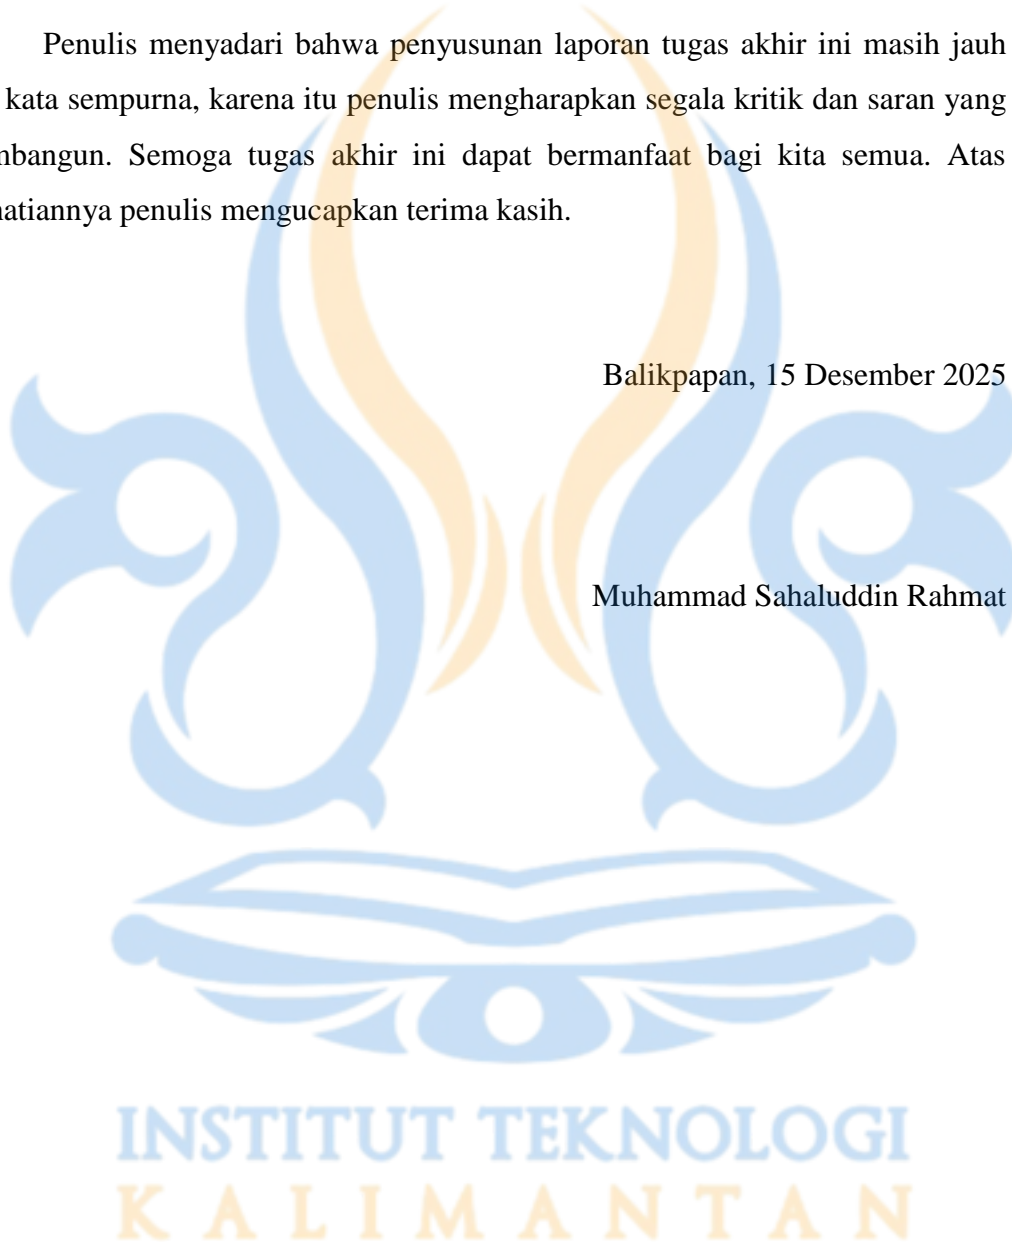 Penulis menyadari bahwa penyusunan laporan tugas akhir ini masih jauh
kata sempurna, karena itu penulis mengharapkan segala kritik dan saran yang
mbangun. Semoga tugas akhir ini dapat bermanfaat bagi kita semua. Atas
hatiannya penulis mengucapkan terima kasih.
Balikpapan, 15 Desember 2025
Muhammad Sahaluddin Rahmat
INSTITUT TEKNOLOGI
KALIMANTAN